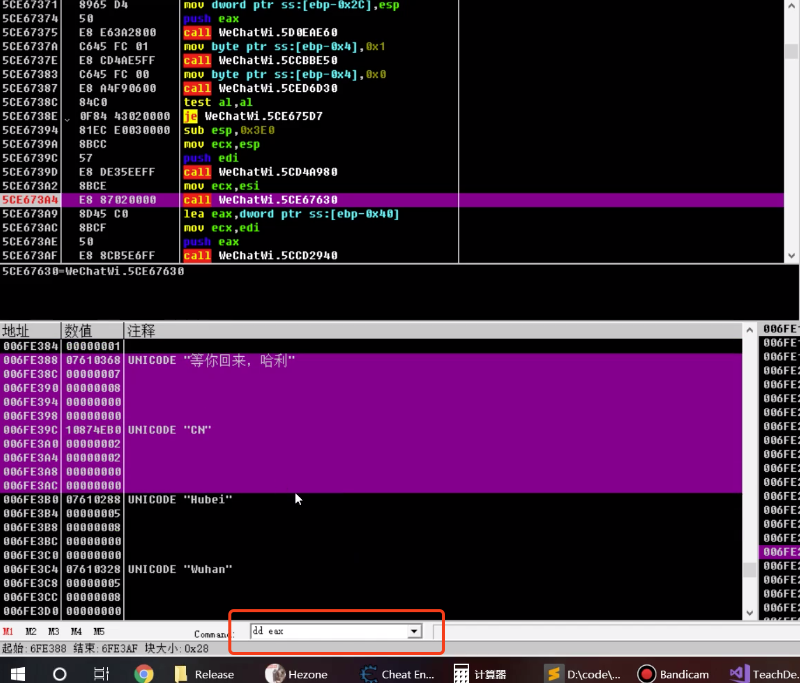 5CE67371 8965 D4 mov dword ptr ss:[ebp-0x2C],esp
5CE67374 50 push eax
5CE67375 E8 E63A2800 call WeChatWi.5D0EAE60
5CE6737A C645 FC 01 mov byte ptr ss:[ebp-0x4],0x1
5CE6737E E8 CD4AE5FF call WeChatWi.5CCBBE50
5CE67383 C645 FC 00 mov byte ptr ss:[ebp-0x4],0x0
5CE67387 E8 A4F90600 call WeChatWi.5CED6D30
5CE6738C 84C0 test al,al
5CE6738E 0F84 43020000 je WeChatWi.5CE675D7
5CE67394 81EC E0030000 sub esp,0x3E0
5CE6739A 8BCC mov ecx,esp
5CE6739C 57 push edi
5CE6739D E8 DE35EEFF call WeChatWi.5CD4A980
5CE673A2 8BCE mov ecx,esi
5CE673A4 E8 87020000 call WeChatWi.5CE67630
5CE673A9 8D45 C0 lea eax,dword ptr ss:[ebp-0x40]
5CE673AC 8BCF mov ecx,edi
5CE673AE 50 push eax
5CE673AF E8 8CB5E6FF call WeChatWi.5CCD2940
5CE67630=WeChatWi.5CE67630
地址 数值 注释
006FE384 00000001
006FE388 07610368 UNICODE "等你回来，哈利"
006FE38C 00000007
006FE390 00000008
006FE394 00000000
006FE398 00000000
006FE39C 10874EB0 UNICODE "CN"
006FE3A0 00000002
006FE3A4 00000002
006FE3A8 00000000
006FE3AC 00000000
006FE3B0 07610288 UNICODE "Hubei"
006FE3B4 00000005
006FE3B8 00000008
006FE3BC 00000000
006FE3C0 00000000
006FE3C4 07610328 UNICODE "Wuhan"
006FE3C8 00000005
006FE3CC 00000008
006FE3D0 00000000
M1 M2 M3 M4 M5 Command: dd eax
起始: 6FE388 结束: 6FE3AF 块大小: 0x28
Release Hezone Cheat En... 计算器 D:\code\... Bandicam TeachDe...